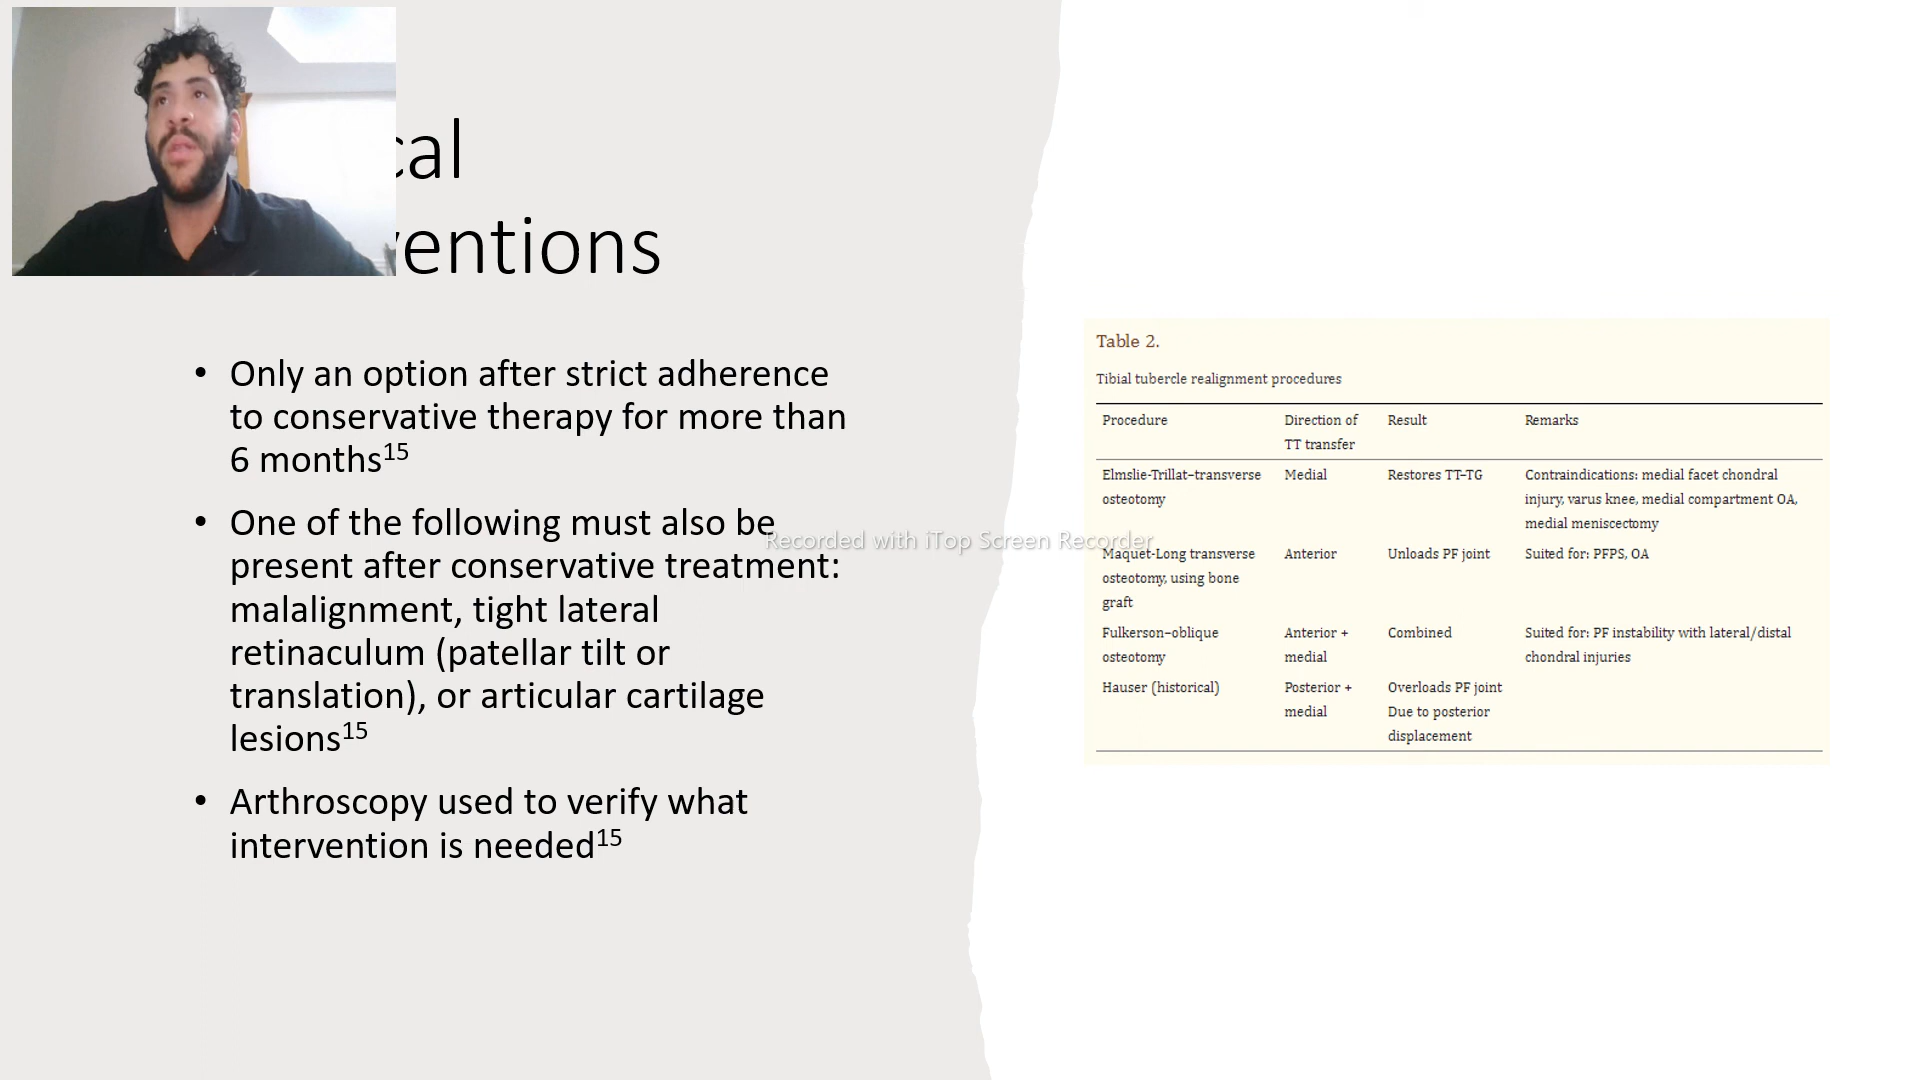 cal
ventions
• Only an option after strict adherence
to conservative therapy for more than
6 months15
• One of the following must also be
present after conservative treatment:
malalignment, tight lateral
retinaculum (patellar tilt or
translation), or articular cartilage
lesions15
• Arthroscopy used to verify what
intervention is needed15
Recorded with iTop Screen Recorder
Table 2.
Tibial tubercle realignment procedures
Procedure Direction of Result Remarks
TT transfer
Elmslie-Trillat–transverse Medial Restores TT–TG Contraindications: medial facet chondral
osteotomy injury, varus knee, medial compartment OA,
medial meniscectomy
Maquet-Long transverse Anterior Unloads PF joint Suited for: PFPS, OA
osteotomy, using bone
graft
Fulkerson–oblique Anterior + Combined Suited for: PF instability with lateral/distal
osteotomy medial chondral injuries
Hauser (historical) Posterior + Overloads PF joint
medial Due to posterior
displacement